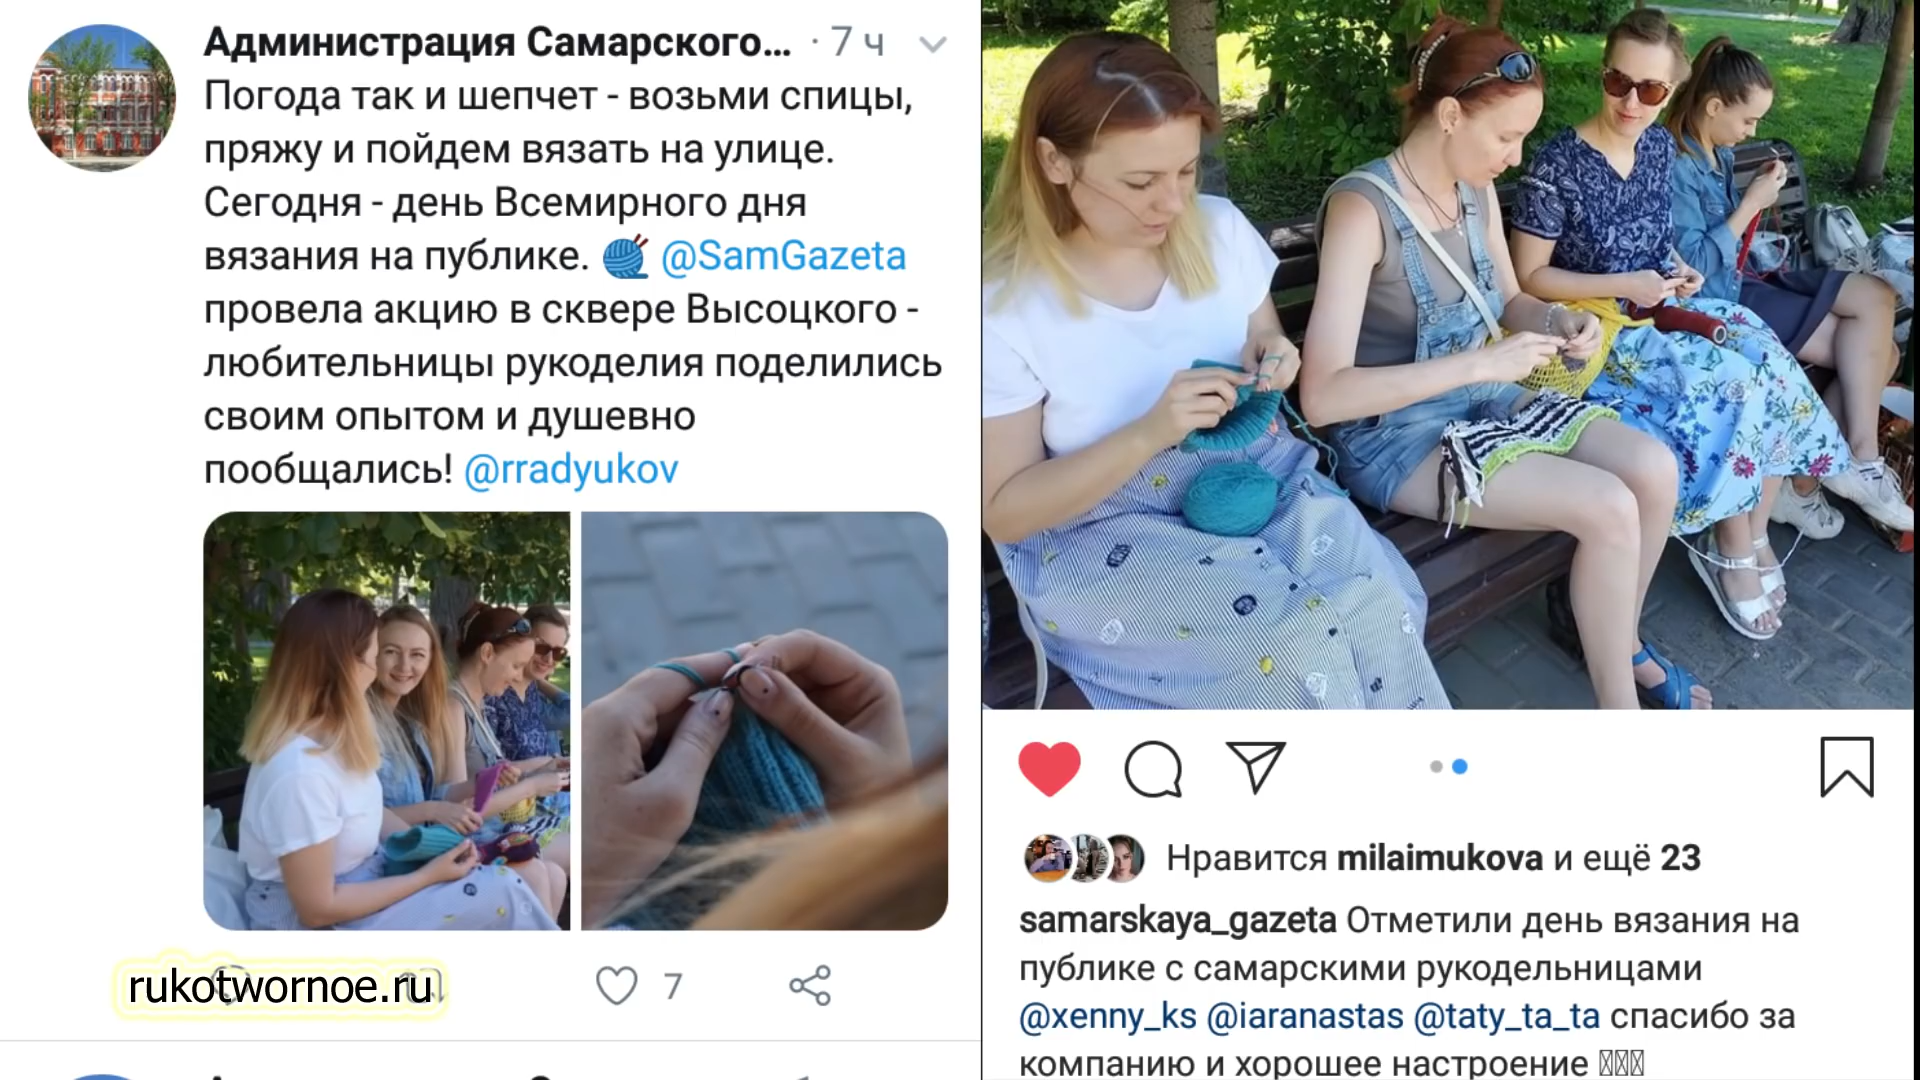 Администрация Самарского... · 7 ч
Погода так и шепчет - возьми спицы,
пряжу и пойдем вязать на улице.
Сегодня - день Всемирного дня
вязания на публике. @SamGazeta
провела акцию в сквере Высоцкого -
любительницы рукоделия поделились
своим опытом и душевно
пообщались! @rradyukov
7
rukotwornoe.ru
Нравится milaimukova и ещё 23
samarskaya_gazeta Отметили день вязания на
публике с самарскими рукодельницами
@xenny_ks @iaranastas @taty_ta_ta спасибо за
компанию и хорошее настроение